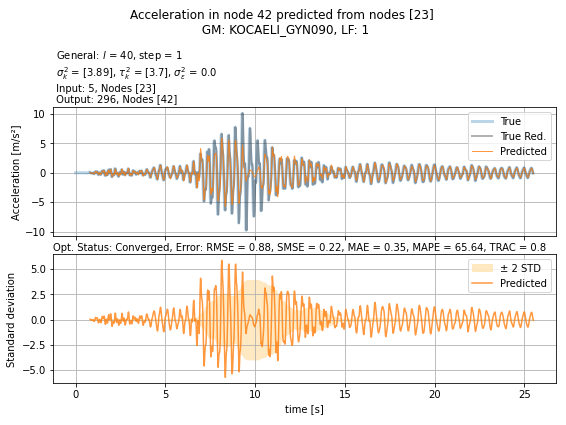 Acceleration in node 42 predicted from nodes [23]
GM: KOCAELI_GYN090, LF: 1
General: l = 40, step = 1
σ²ₖ = [3.89], τ²ₖ = [3.7], σ²ε = 0.0
Input: 5, Nodes [23]
Output: 296, Nodes [42]
Acceleration [m/s²]
10
5
0
−5
−10
True
True Red.
Predicted
Opt. Status: Converged, Error: RMSE = 0.88, SMSE = 0.22, MAE = 0.35, MAPE = 65.64, TRAC = 0.8
Standard deviation
5.0
2.5
0.0
−2.5
−5.0
± 2 STD
Predicted
0 5 10 15 20 25
time [s]